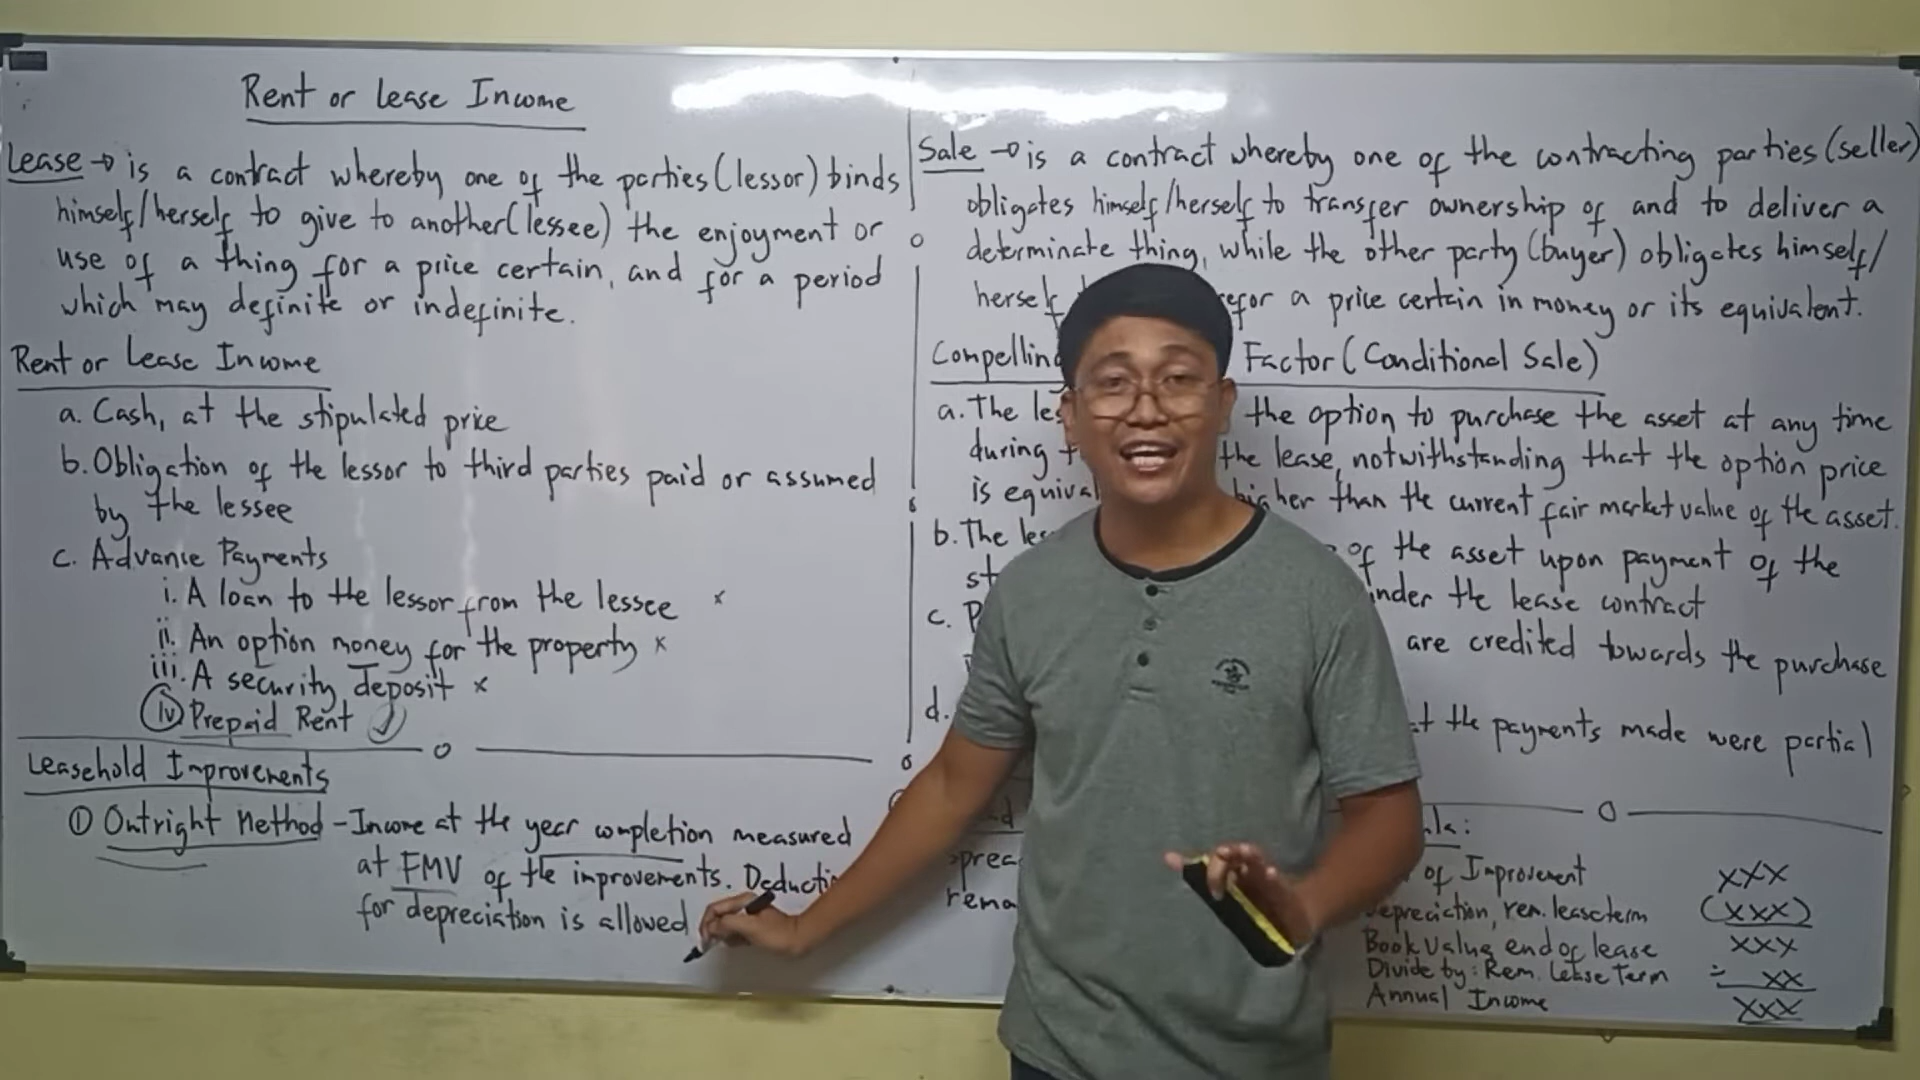 Rent or Lease Income
Lease → is a contract whereby one of the parties (lessor) binds
himself/herself to give to another (lessee) the enjoyment or
use of a thing for a price certain, and for a period
which may definite or indefinite.
Rent or Lease Income
a. Cash, at the stipulated price
b. Obligation of the lessor to third parties paid or assumed
by the lessee
c. Advance Payments
i. A loan to the lessor from the lessee x
ii. An option money for the property x
iii. A security Deposit x
iv Prepaid Rent
Leasehold Improvements
① Outright Method - Income at the year completion measured
at FMV of the improvements.
for depreciation is allowed
Sale → is a contract whereby one of the contracting parties (seller)
obligates himself/herself to transfer ownership of and to deliver a
determinate thing, while the other party (buyer) obligates himself/
for a price certain in money or its equivalent.
Factor (Conditional Sale)
a. The the option to purchase the asset at any time
during the lease, notwithstanding that the option price
is than the current fair market value of the asset.
b. The of the asset upon payment of the
the lease contract
c. are credited towards the purchase
d. the payments made were partial
of Improvement xxx
rem. lease term (xxx)
Book Value, end of lease xxx
Divide by: Rem. Lease Term ÷ xx
Annual Income xxx